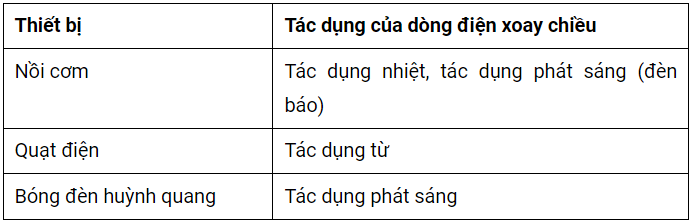 Thiết bị Tác dụng của dòng điện xoay chiều
Nồi cơm Tác dụng nhiệt, tác dụng phát sáng (đèn
báo)
Quạt điện Tác dụng từ
Bóng đèn huỳnh quang Tác dụng phát sáng